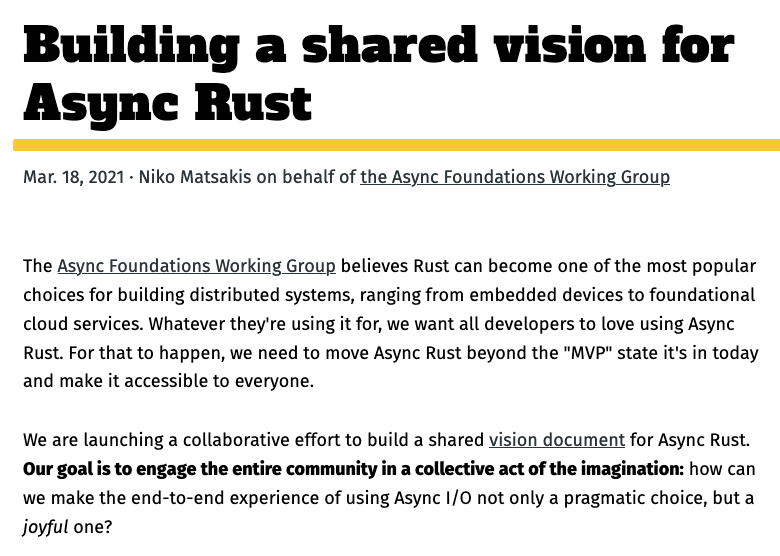 Building a shared vision for
Async Rust
Mar. 18, 2021 · Niko Matsakis on behalf of the Async Foundations Working Group
The Async Foundations Working Group believes Rust can become one of the most popular
choices for building distributed systems, ranging from embedded devices to foundational
cloud services. Whatever they're using it for, we want all developers to love using Async
Rust. For that to happen, we need to move Async Rust beyond the "MVP" state it's in today
and make it accessible to everyone.
We are launching a collaborative effort to build a shared vision document for Async Rust.
Our goal is to engage the entire community in a collective act of the imagination: how can
we make the end-to-end experience of using Async I/O not only a pragmatic choice, but a
joyful one?